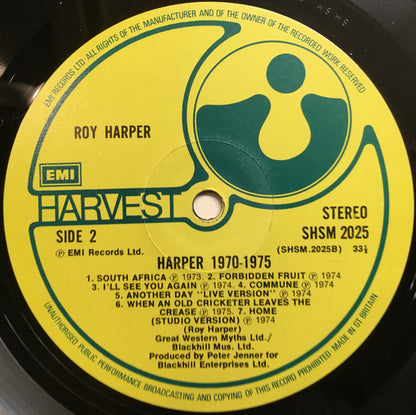 EMI RECORDS LTD ALL RIGHTS OF THE MANUFACTURER AND OF THE OWNER OF THE RECORDED WORK RESERVED
ROY HARPER
EMI
HARVEST
SIDE 2
℗ EMI Records Ltd.
STEREO
SHSM 2025
(SHSM.2025B) 33⅓
HARPER 1970-1975
1. SOUTH AFRICA ℗ 1973. 2. FORBIDDEN FRUIT ℗ 1974
3. I'LL SEE YOU AGAIN ℗ 1974 4. COMMUNE ℗ 1974
5. ANOTHER DAY "LIVE VERSION" ℗ 1974
6. WHEN AN OLD CRICKETER LEAVES THE
CREASE ℗ 1975. 7. HOME
(STUDIO VERSION) ℗ 1974
(Roy Harper)
Great Western Myths Ltd./
Blackhill Mus. Ltd./
Produced by Peter Jenner for
Blackhill Enterprises Ltd.
UNAUTHORISED PUBLIC PERFORMANCE BROADCASTING AND COPYING OF THIS RECORD PROHIBITED MADE IN GT BRITAIN